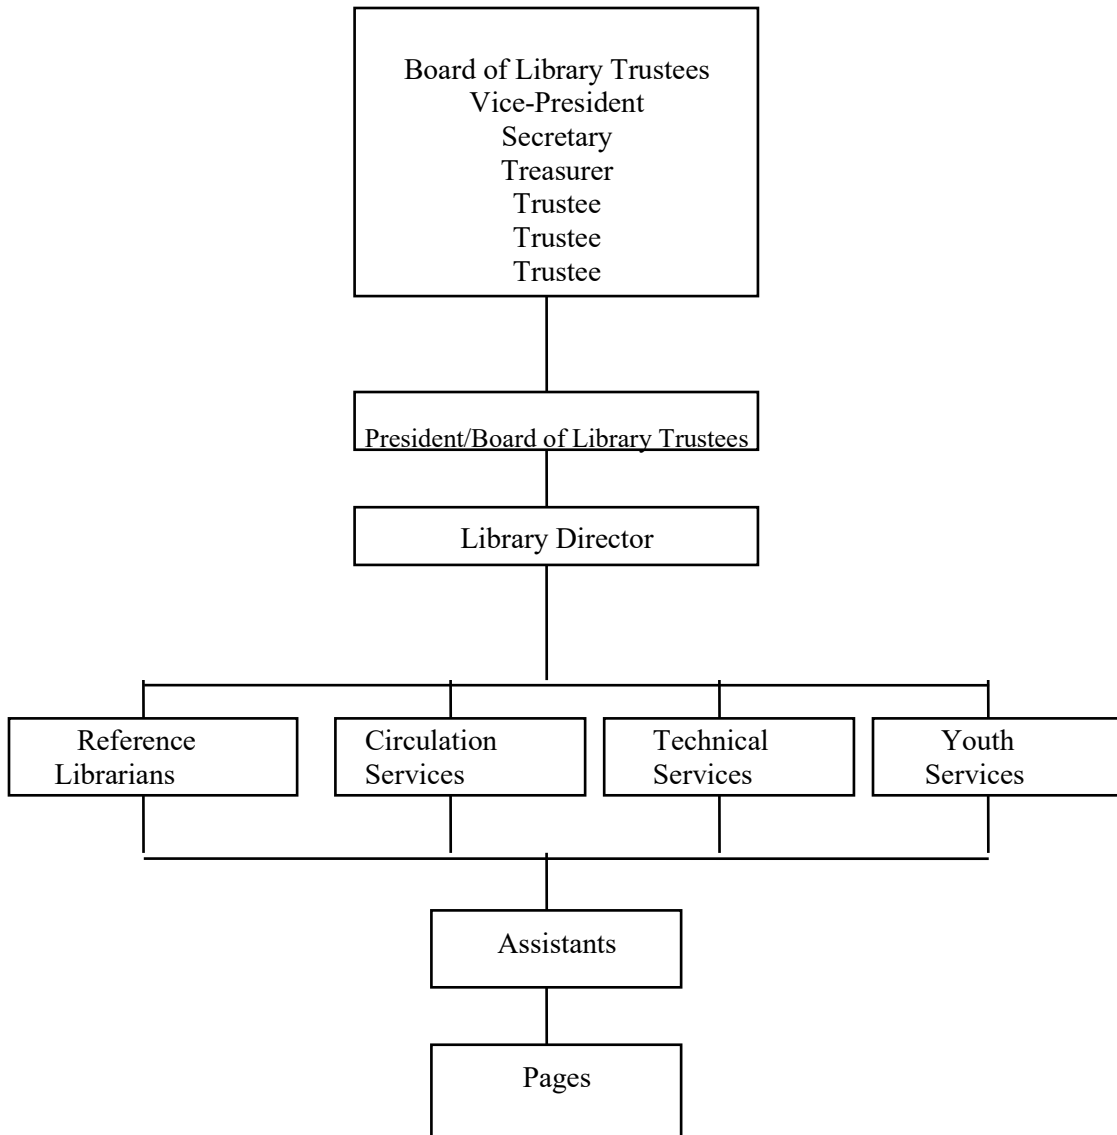 Board of Library Trustees
Vice-President
Secretary
Treasurer
Trustee
Trustee
Trustee
President/Board of Library Trustees
Library Director
Reference
Librarians
Circulation
Services
Technical
Services
Youth
Services
Assistants
Pages